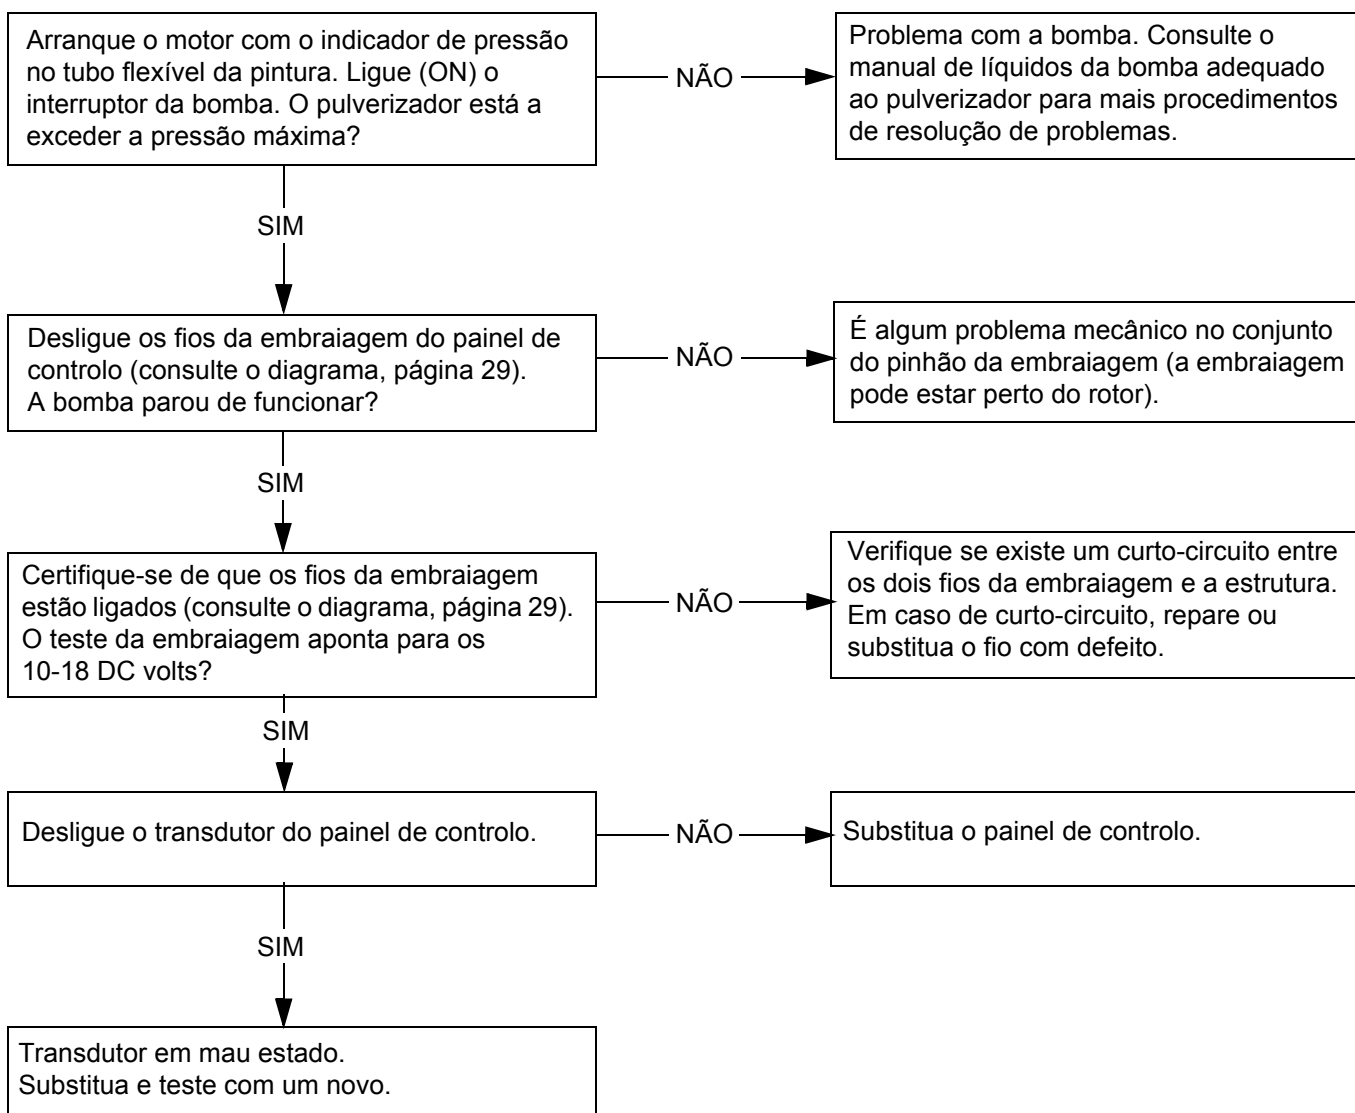 Arranque o motor com o indicador de pressão
no tubo flexível da pintura. Ligue (ON) o
interruptor da bomba. O pulverizador está a
exceder a pressão máxima?
NÃO
Problema com a bomba. Consulte o
manual de líquidos da bomba adequado
ao pulverizador para mais procedimentos
de resolução de problemas.
SIM
Desligue os fios da embraiagem do painel de
controlo (consulte o diagrama, página 29).
A bomba parou de funcionar?
NÃO
É algum problema mecânico no conjunto
do pinhão da embraiagem (a embraiagem
pode estar perto do rotor).
SIM
Certifique-se de que os fios da embraiagem
estão ligados (consulte o diagrama, página 29).
O teste da embraiagem aponta para os
10-18 DC volts?
NÃO
Verifique se existe um curto-circuito entre
os dois fios da embraiagem e a estrutura.
Em caso de curto-circuito, repare ou
substitua o fio com defeito.
SIM
Desligue o transdutor do painel de controlo.
NÃO
Substitua o painel de controlo.
SIM
Transdutor em mau estado.
Substitua e teste com um novo.